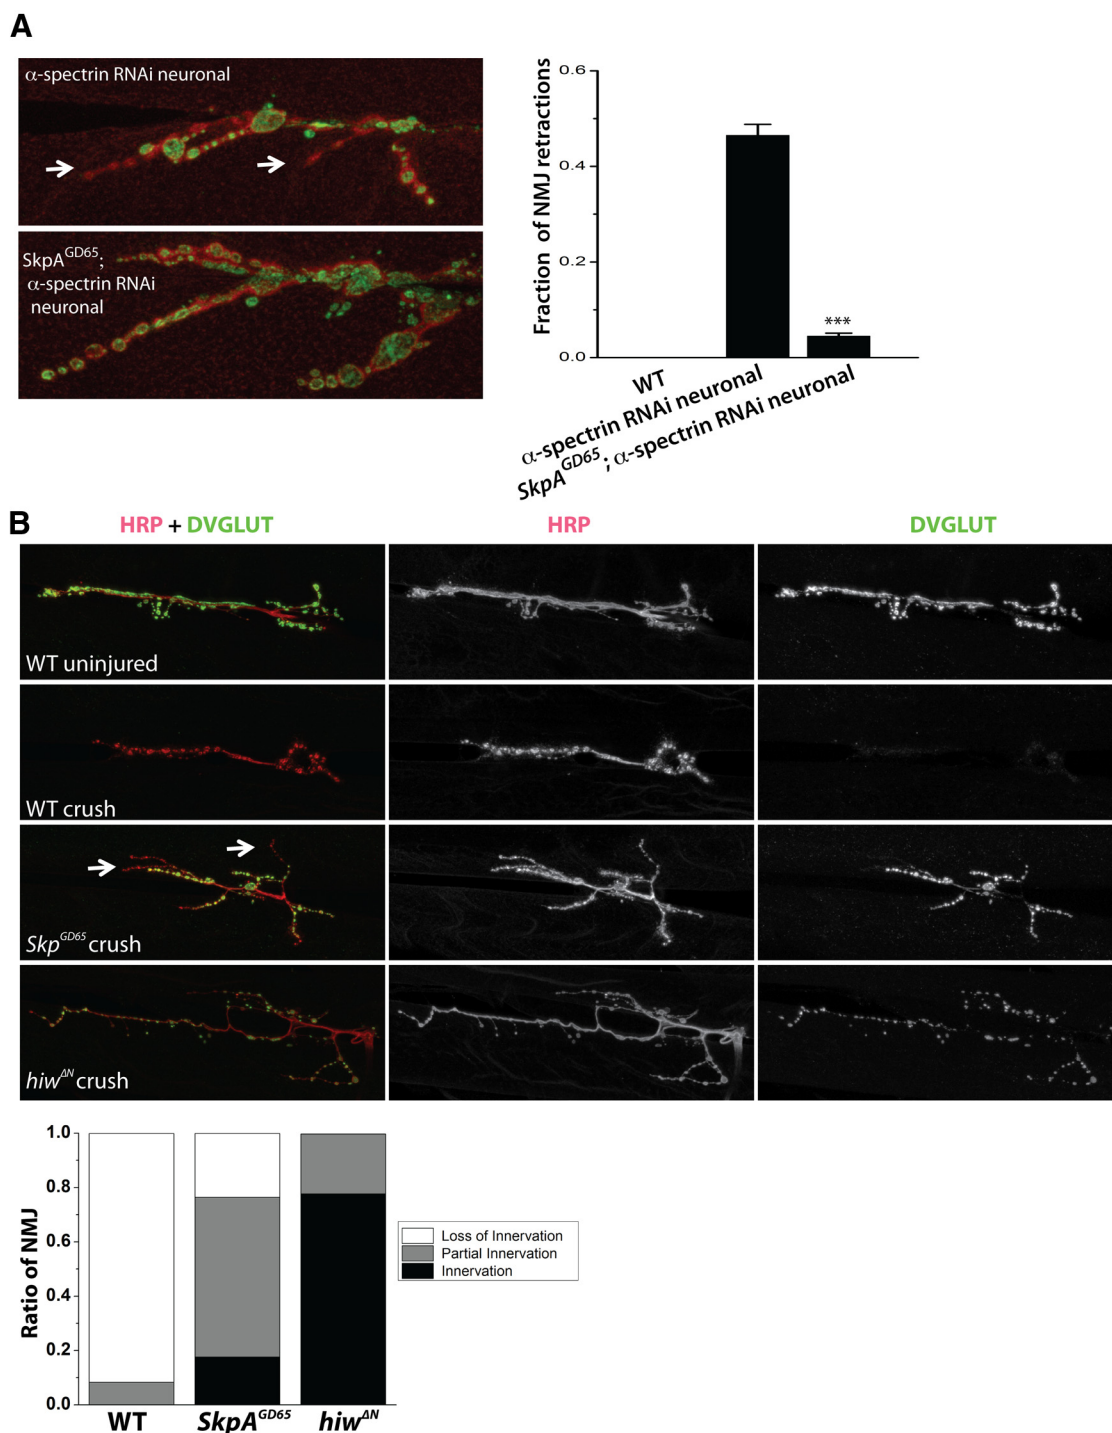 A
α-spectrin RNAi neuronal
SkpA^GD65;
α-spectrin RNAi
neuronal
Fraction of NMJ retractions
0.6
0.4
0.2
0.0
***
WT
α-spectrin RNAi neuronal
SkpA^GD65; α-spectrin RNAi neuronal
B
HRP + DVGLUT
HRP
DVGLUT
WT uninjured
WT crush
Skp^GD65 crush
hiw^ΔN crush
Ratio of NMJ
1.0
0.8
0.6
0.4
0.2
0.0
WT
SkpA^GD65
hiw^ΔN
Loss of Innervation
Partial Innervation
Innervation